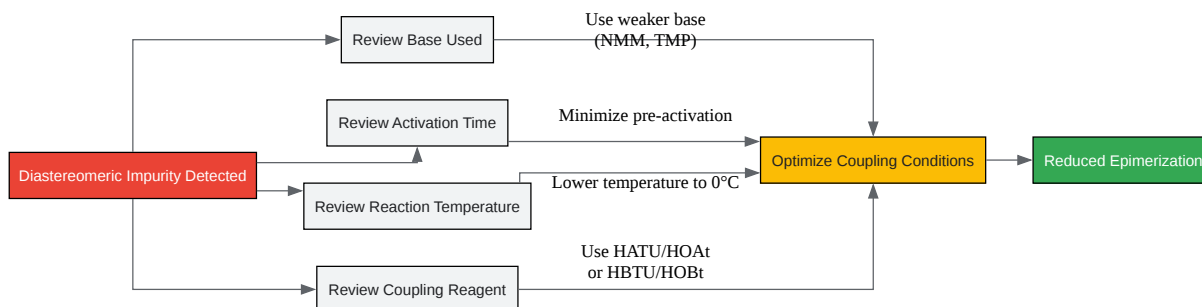 Use weaker base
(NMM, TMP)
Review Base Used
Review Activation Time
Minimize pre-activation
Diastereomeric Impurity Detected
Optimize Coupling Conditions
Reduced Epimerization
Review Reaction Temperature
Lower temperature to 0°C
Use HATU/HOAt
or HBTU/HOBt
Review Coupling Reagent